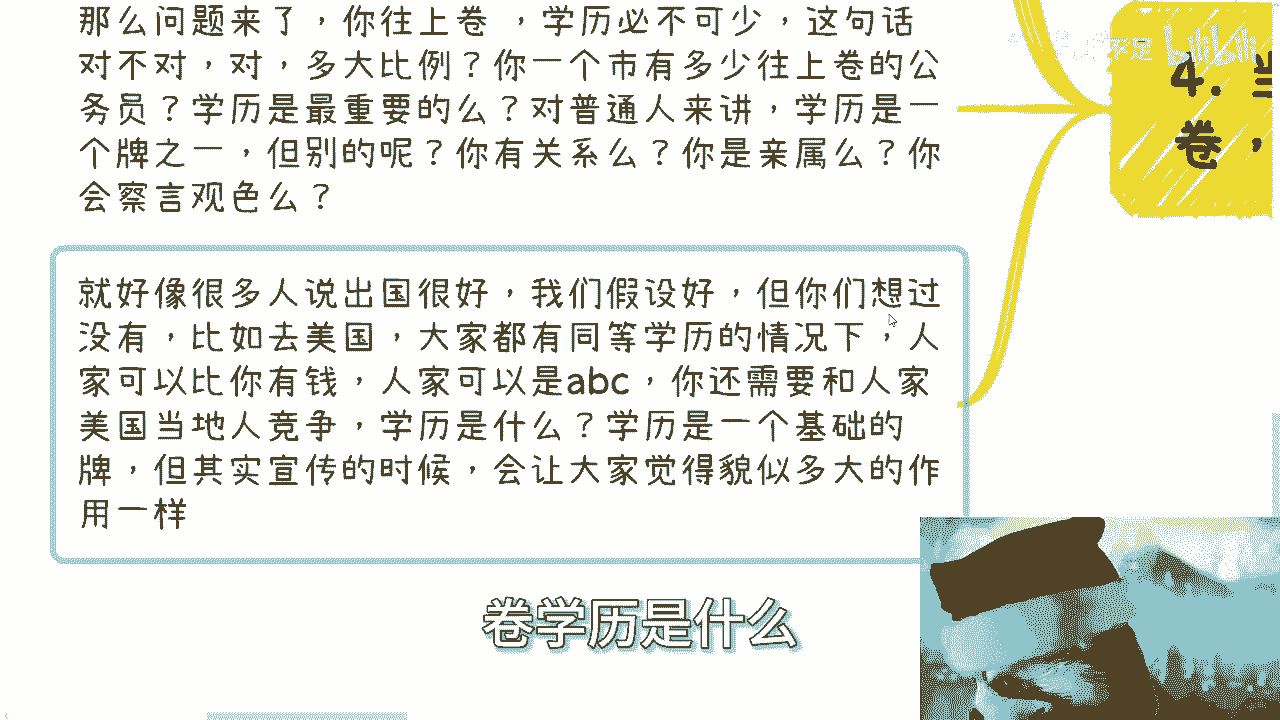 那么问题来了，你往上卷 ，学历必不可少，这句话
对不对，对，多大比例？你一个市有多少往上卷的公
务员？学历是最重要的么？对普通人来讲，学历是一
个牌之一，但别的呢？你有关系么？你是亲属么？你
会察言观色么？
就好像很多人说出国很好，我们假设好，但你们想过
没有，比如去美国，大家都有同等学历的情况下，人
家可以比你有钱，人家可以是abc，你还需要和人家
美国当地人竞争，学历是什么？学历是一个基础的
牌，但其实宣传的时候，会让大家觉得貌似多大的作
用一样
4.
卷，
卷学历是什么
bilibili